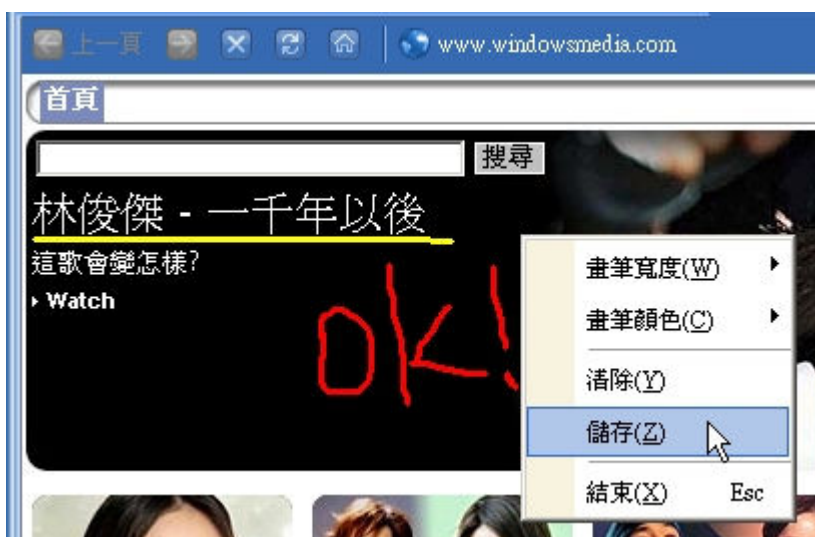 上一頁 www.windowsmedia.com
首頁
搜尋
林俊傑 - 一千年以後
這歌會變怎樣?
Watch
ok!
畫筆寬度(W)
畫筆顏色(C)
清除(Y)
儲存(Z)
結束(X) Esc